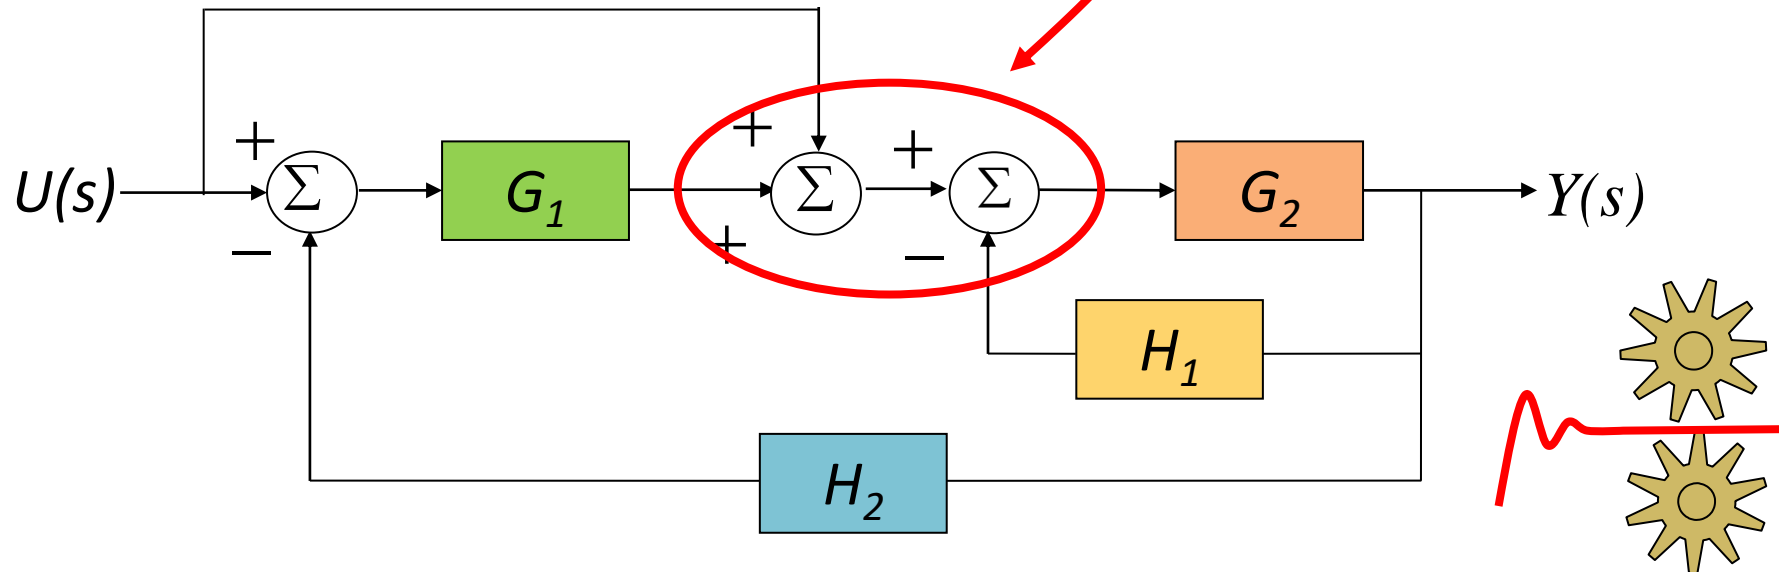 +
+
+
U(s)
Σ
G₁
Σ
Σ
G₂
Y(s)
−
+
−
H₁
H₂